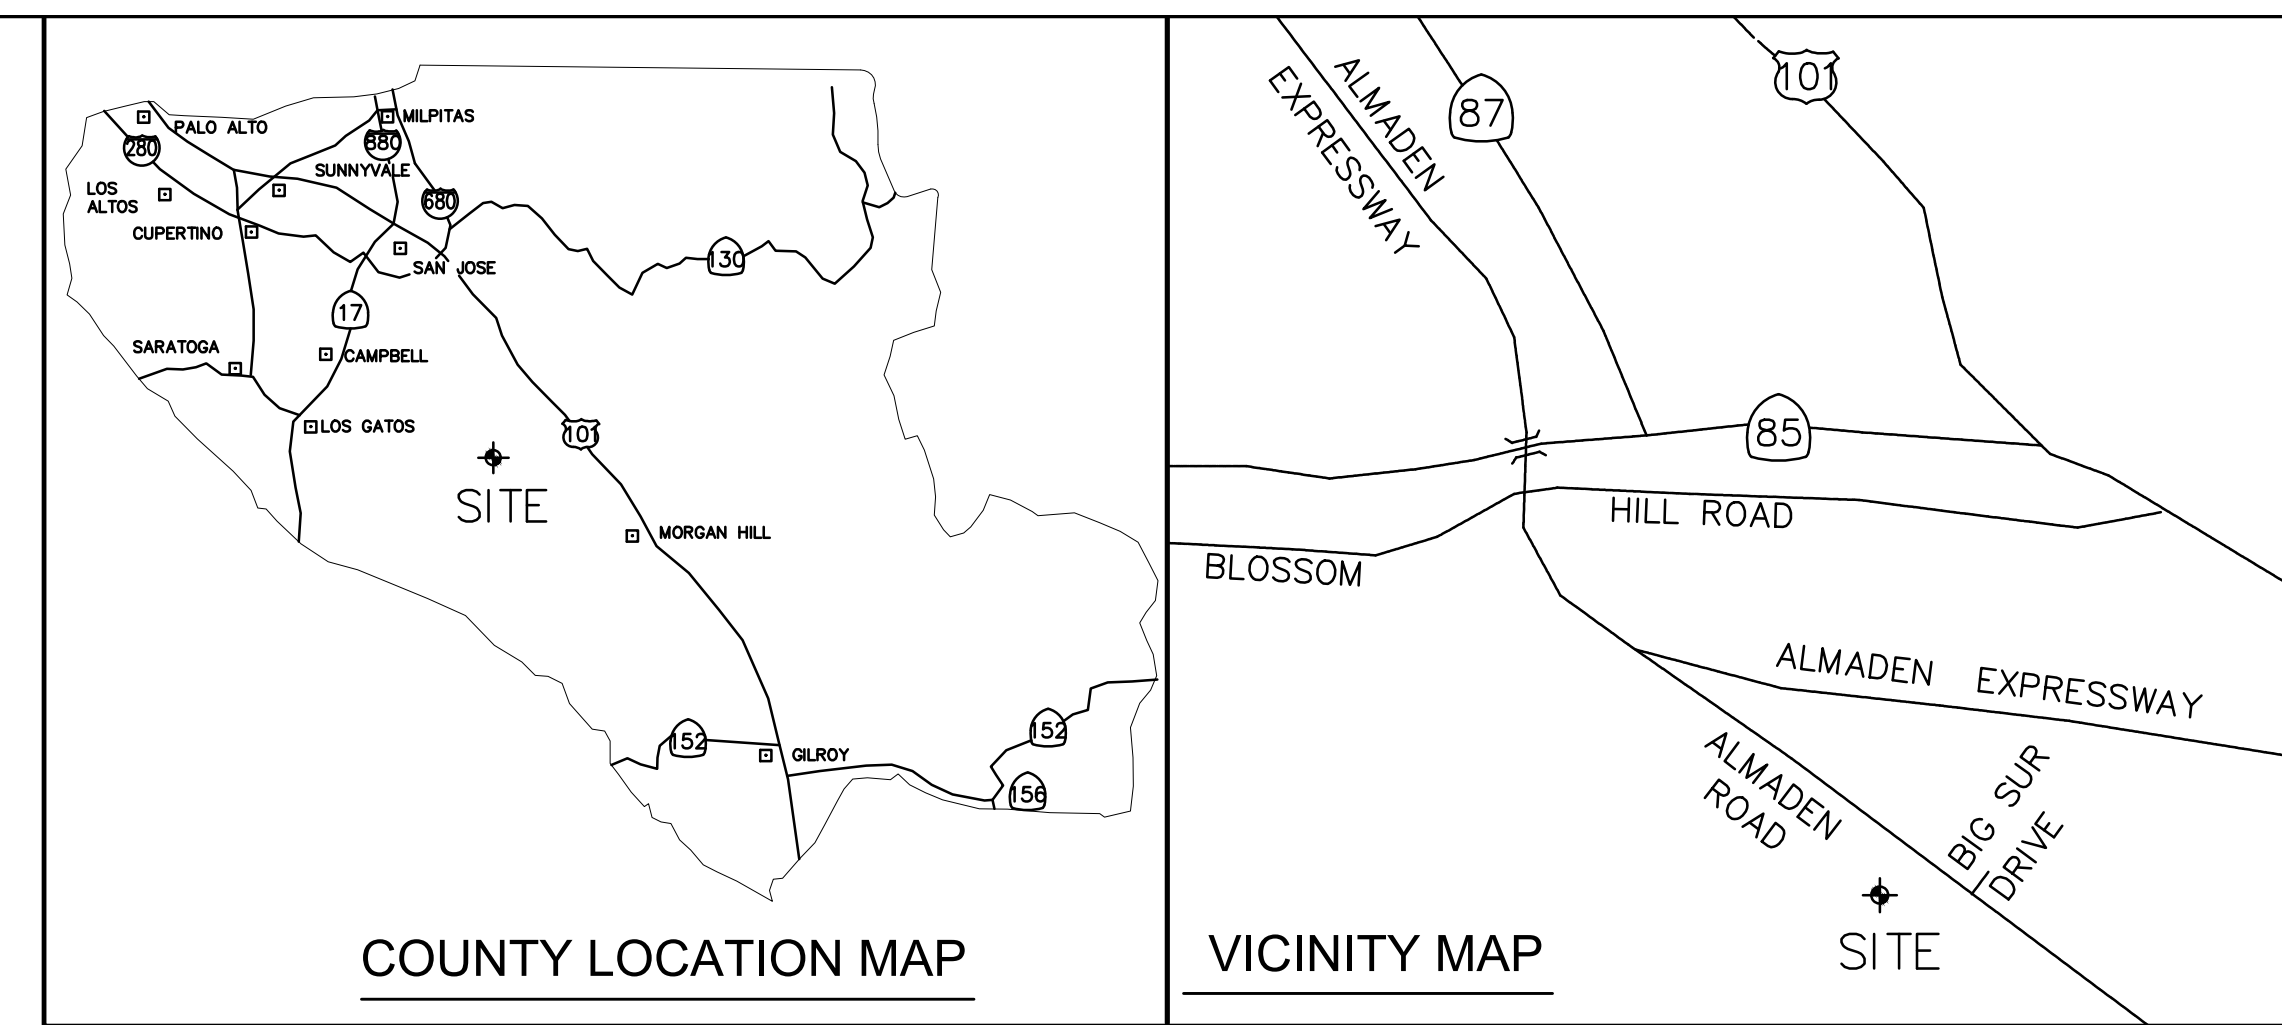 PALO ALTO
280
MILPITAS
880
SUNNYVALE
LOS
ALTOS
680
CUPERTINO
SAN JOSE
130
17
SARATOGA
CAMPBELL
LOS GATOS
101
SITE
MORGAN HILL
152
GILROY
152
156
COUNTY LOCATION MAP
ALMADEN
EXPRESSWAY
87
101
85
HILL ROAD
BLOSSOM
ALMADEN EXPRESSWAY
ALMADEN
ROAD
BIG SUR
DRIVE
SITE
VICINITY MAP